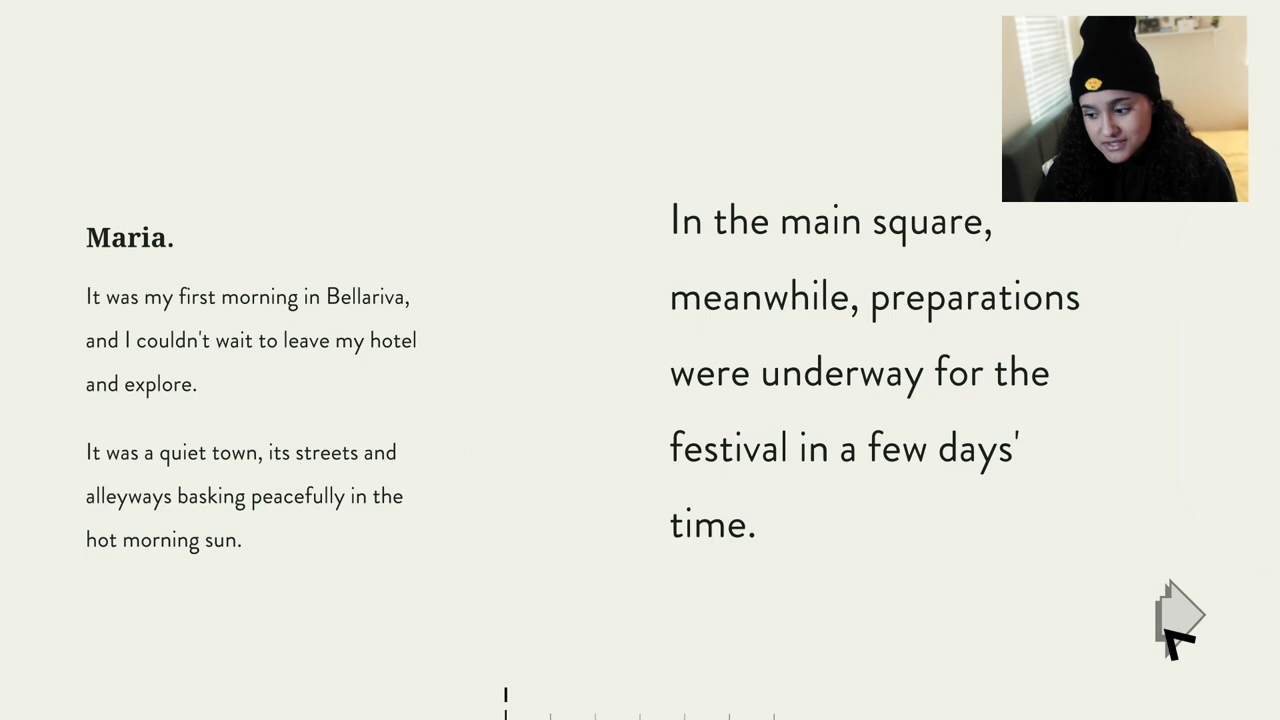 Maria.
It was my first morning in Bellariva,
and I couldn't wait to leave my hotel
and explore.
It was a quiet town, its streets and
alleyways basking peacefully in the
hot morning sun.
In the main square,
meanwhile, preparations
were underway for the
festival in a few days'
time.